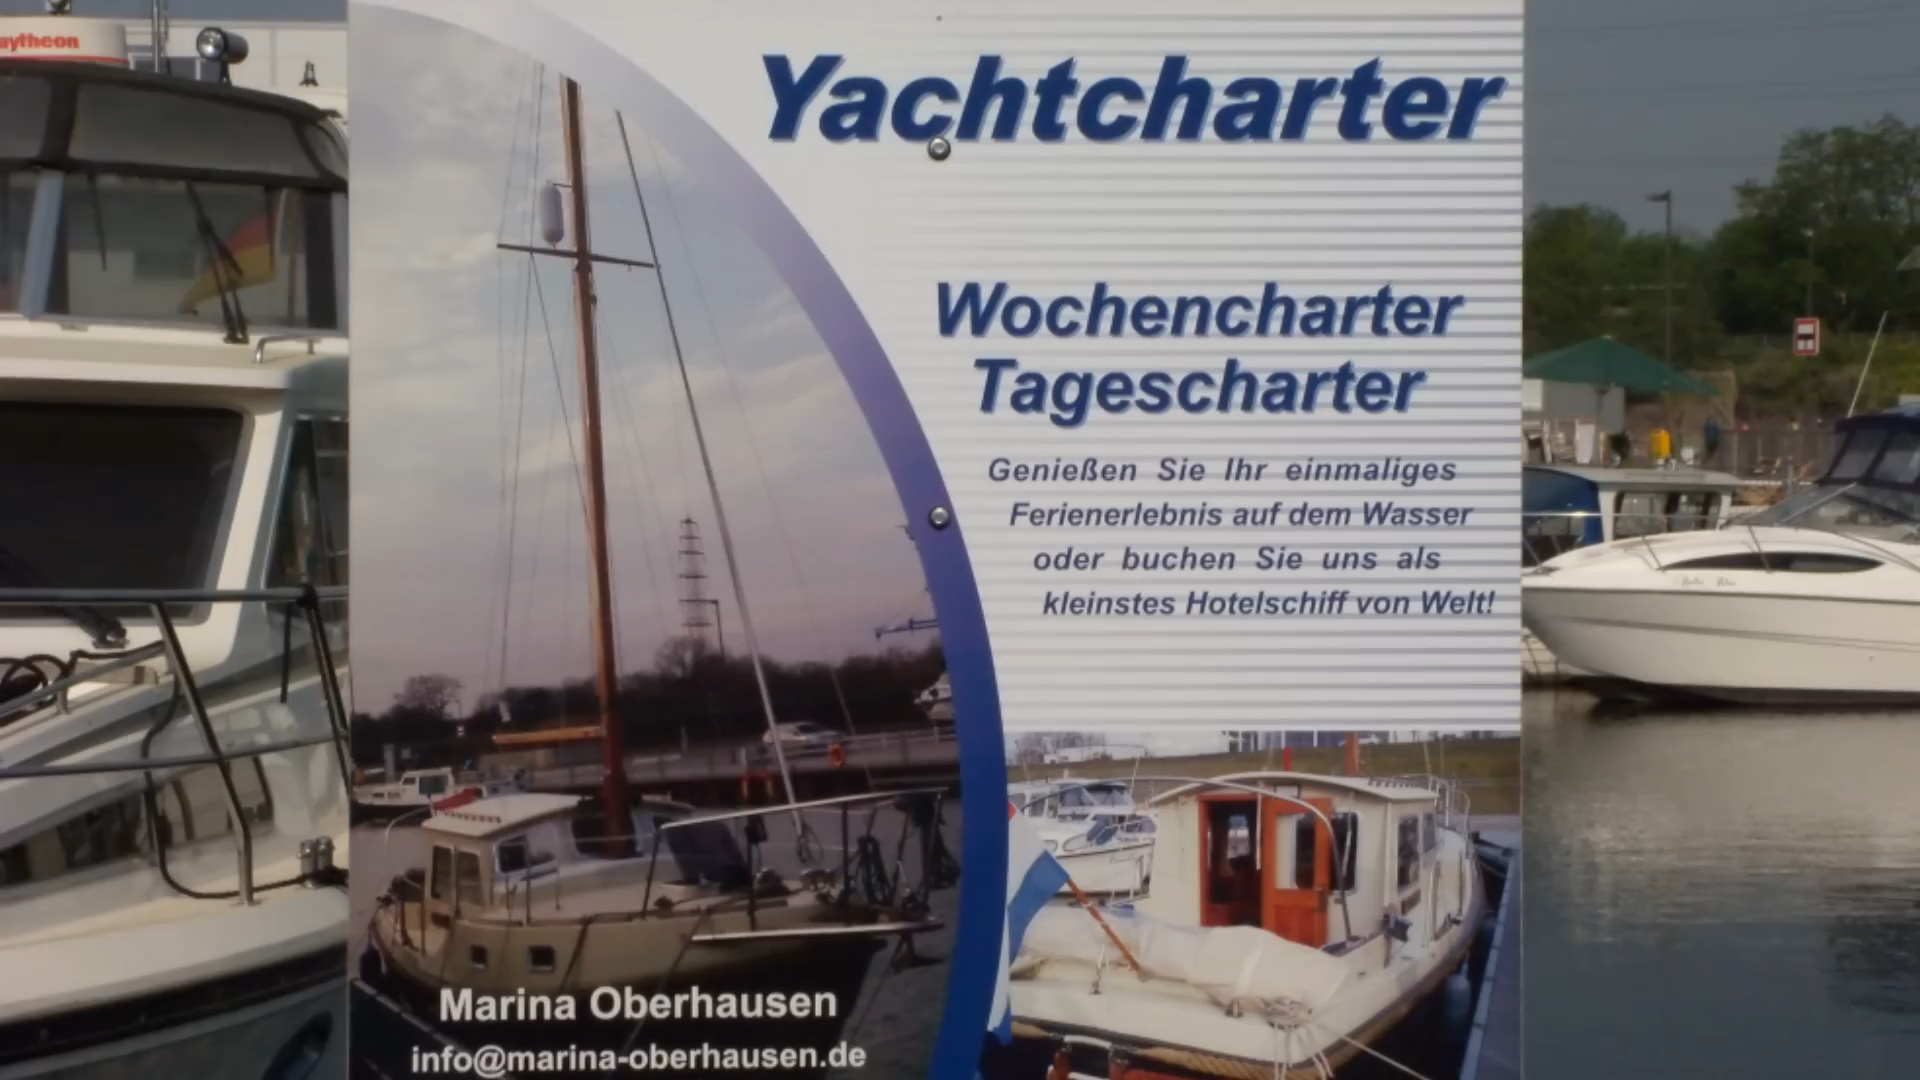 Yachtcharter
Wochencharter
Tagescharter
Genießen Sie Ihr einmaliges
Ferienerlebnis auf dem Wasser
oder buchen Sie uns als
kleinstes Hotelschiff von Welt!
Marina Oberhausen
info@marina-oberhausen.de
aytheon